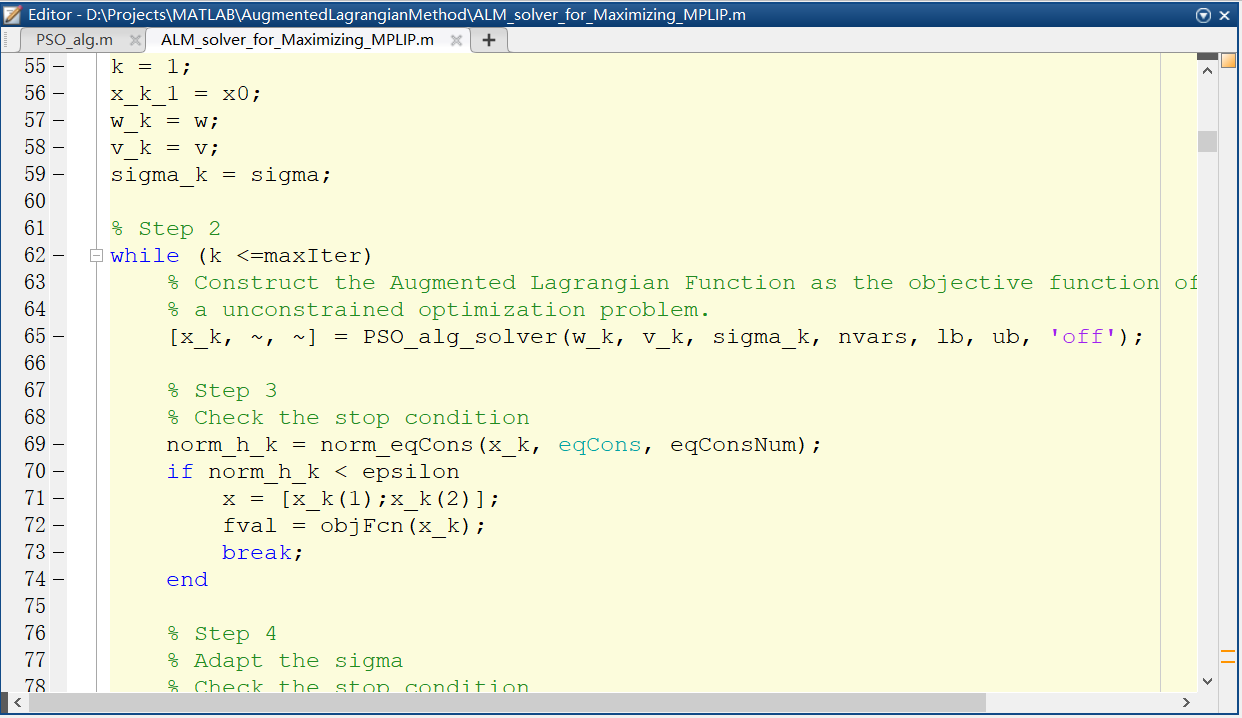 Editor - D:\Projects\MATLAB\AugmentedLagrangianMethod\ALM_solver_for_Maximizing_MPLIP.m
PSO_alg.m ALM_solver_for_Maximizing_MPLIP.m
55 k = 1;
56 x_k_1 = x0;
57 w_k = w;
58 v_k = v;
59 sigma_k = sigma;
60
61 % Step 2
62 while (k <=maxIter)
63 % Construct the Augmented Lagrangian Function as the objective function of
64 % a unconstrained optimization problem.
65 [x_k, ~, ~] = PSO_alg_solver(w_k, v_k, sigma_k, nvars, lb, ub, 'off');
66
67 % Step 3
68 % Check the stop condition
69 norm_h_k = norm_eqCons(x_k, eqCons, eqConsNum);
70 if norm_h_k < epsilon
71 x = [x_k(1);x_k(2)];
72 fval = objFcn(x_k);
73 break;
74 end
75
76 % Step 4
77 % Adapt the sigma
78 % Check the stop condition